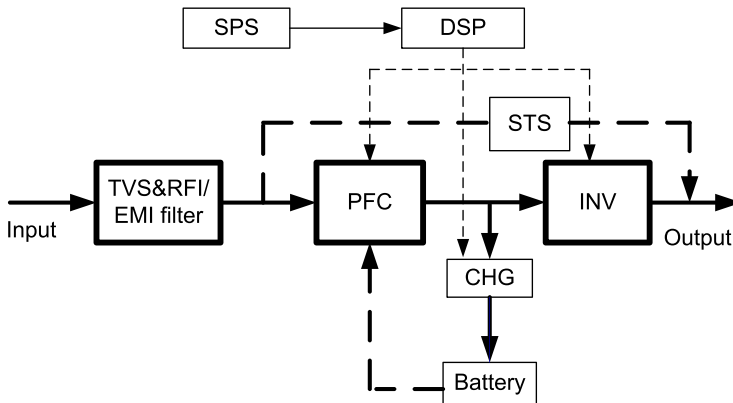 SPS
DSP
STS
TVS&RFI/
EMI filter
PFC
INV
Input
Output
CHG
Battery